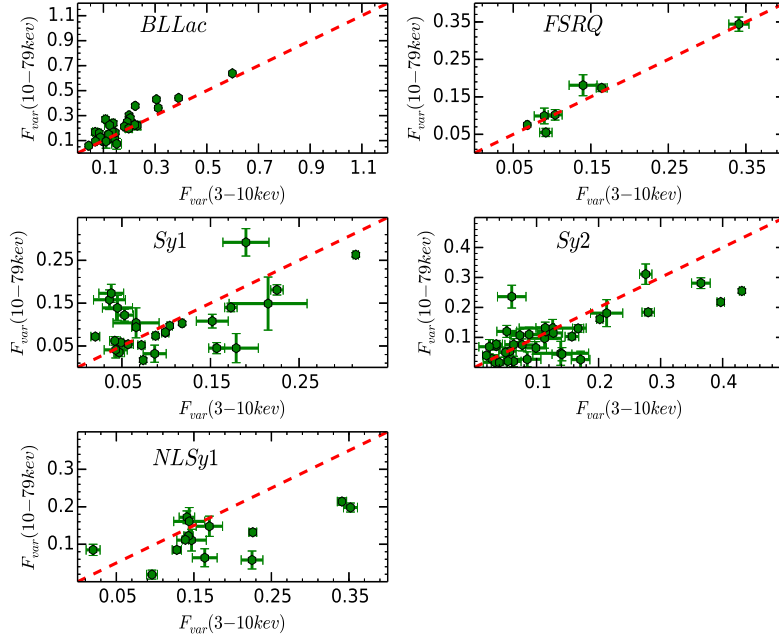 BLLac
F_var(10−79kev)
1.1
0.9
0.7
0.5
0.3
0.1
0.1 0.3 0.5 0.7 0.9 1.1
F_var(3−10kev)
FSRQ
F_var(10−79kev)
0.35
0.25
0.15
0.05
0.05 0.15 0.25 0.35
F_var(3−10kev)
Sy1
F_var(10−79kev)
0.25
0.15
0.05
0.05 0.15 0.25
F_var(3−10kev)
Sy2
F_var(10−79kev)
0.4
0.3
0.2
0.1
0.1 0.2 0.3 0.4
F_var(3−10kev)
NLSy1
F_var(10−79kev)
0.4
0.3
0.2
0.1
0.05 0.15 0.25 0.35
F_var(3−10kev)